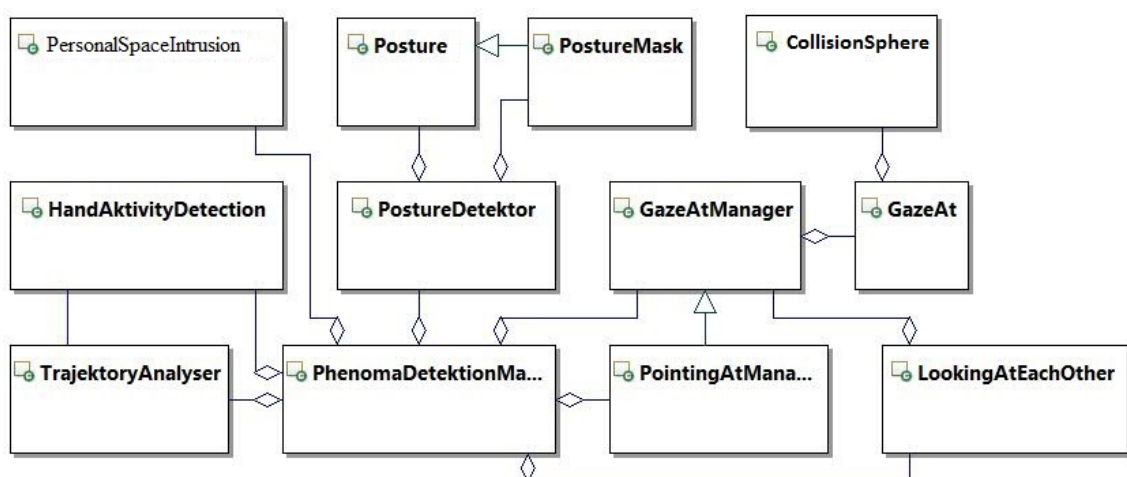 PersonalSpaceIntrusion
Posture
PostureMask
CollisionSphere
HandAktivityDetection
PostureDetektor
GazeAtManager
GazeAt
TrajektoryAnalyser
PhenomaDetektionMa...
PointingAtMana...
LookingAtEachOther